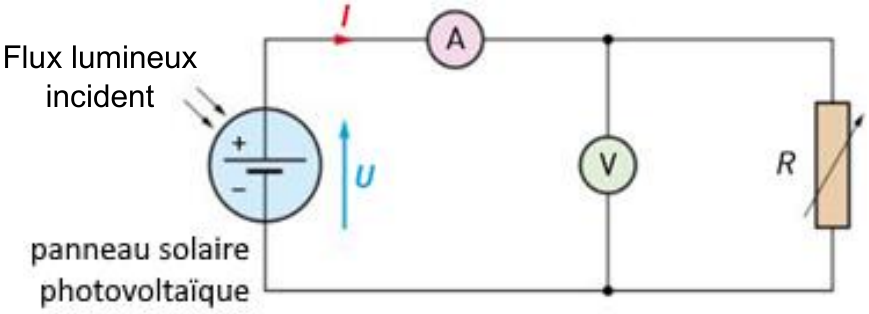 I
A
Flux lumineux
incident
+
−
U
V
R
panneau solaire
photovoltaïque